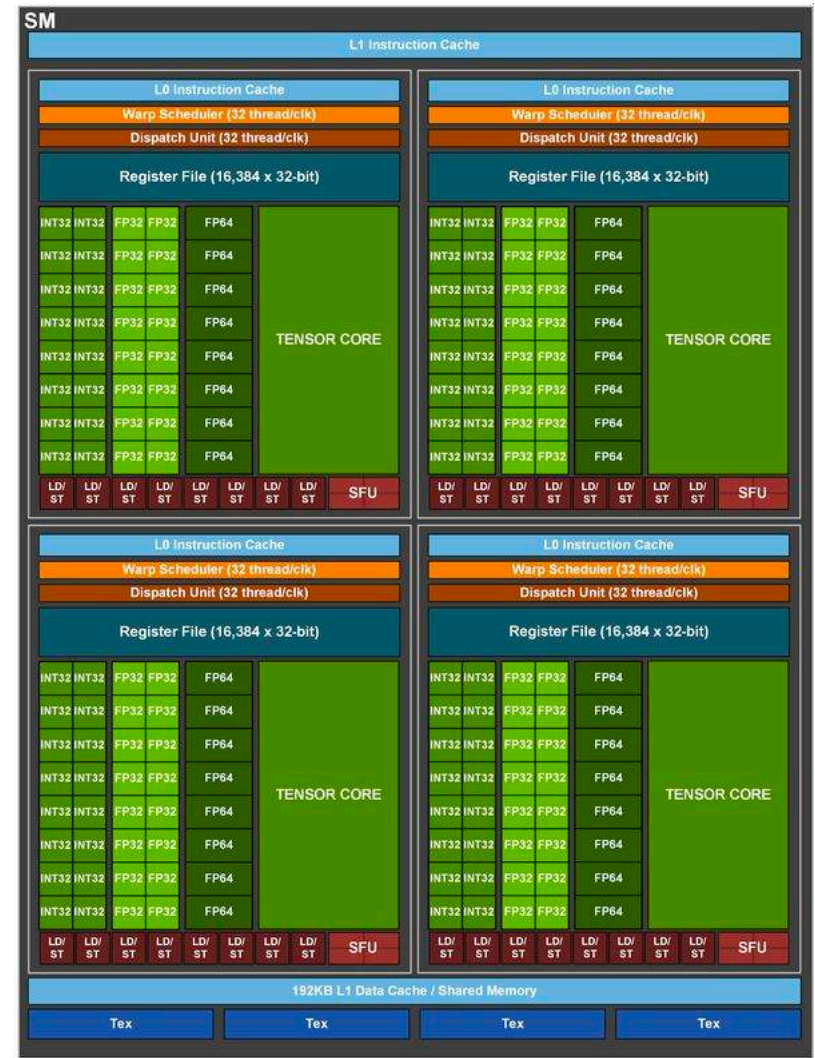 SM
L1 Instruction Cache
L0 Instruction Cache
Warp Scheduler (32 thread/clk)
Dispatch Unit (32 thread/clk)
Register File (16,384 x 32-bit)
INT32 INT32 FP32 FP32 FP64
INT32 INT32 FP32 FP32 FP64
INT32 INT32 FP32 FP32 FP64
INT32 INT32 FP32 FP32 FP64
INT32 INT32 FP32 FP32 FP64
INT32 INT32 FP32 FP32 FP64
INT32 INT32 FP32 FP32 FP64
INT32 INT32 FP32 FP32 FP64
TENSOR CORE
LD/ LD/ LD/ LD/ LD/ LD/ LD/ LD/
ST ST ST ST ST ST ST ST
SFU
L0 Instruction Cache
Warp Scheduler (32 thread/clk)
Dispatch Unit (32 thread/clk)
Register File (16,384 x 32-bit)
INT32 INT32 FP32 FP32 FP64
INT32 INT32 FP32 FP32 FP64
INT32 INT32 FP32 FP32 FP64
INT32 INT32 FP32 FP32 FP64
INT32 INT32 FP32 FP32 FP64
INT32 INT32 FP32 FP32 FP64
INT32 INT32 FP32 FP32 FP64
INT32 INT32 FP32 FP32 FP64
TENSOR CORE
LD/ LD/ LD/ LD/ LD/ LD/ LD/ LD/
ST ST ST ST ST ST ST ST
SFU
L0 Instruction Cache
Warp Scheduler (32 thread/clk)
Dispatch Unit (32 thread/clk)
Register File (16,384 x 32-bit)
INT32 INT32 FP32 FP32 FP64
INT32 INT32 FP32 FP32 FP64
INT32 INT32 FP32 FP32 FP64
INT32 INT32 FP32 FP32 FP64
INT32 INT32 FP32 FP32 FP64
INT32 INT32 FP32 FP32 FP64
INT32 INT32 FP32 FP32 FP64
INT32 INT32 FP32 FP32 FP64
TENSOR CORE
LD/ LD/ LD/ LD/ LD/ LD/ LD/ LD/
ST ST ST ST ST ST ST ST
SFU
L0 Instruction Cache
Warp Scheduler (32 thread/clk)
Dispatch Unit (32 thread/clk)
Register File (16,384 x 32-bit)
INT32 INT32 FP32 FP32 FP64
INT32 INT32 FP32 FP32 FP64
INT32 INT32 FP32 FP32 FP64
INT32 INT32 FP32 FP32 FP64
INT32 INT32 FP32 FP32 FP64
INT32 INT32 FP32 FP32 FP64
INT32 INT32 FP32 FP32 FP64
INT32 INT32 FP32 FP32 FP64
TENSOR CORE
LD/ LD/ LD/ LD/ LD/ LD/ LD/ LD/
ST ST ST ST ST ST ST ST
SFU
192KB L1 Data Cache / Shared Memory
Tex Tex Tex Tex